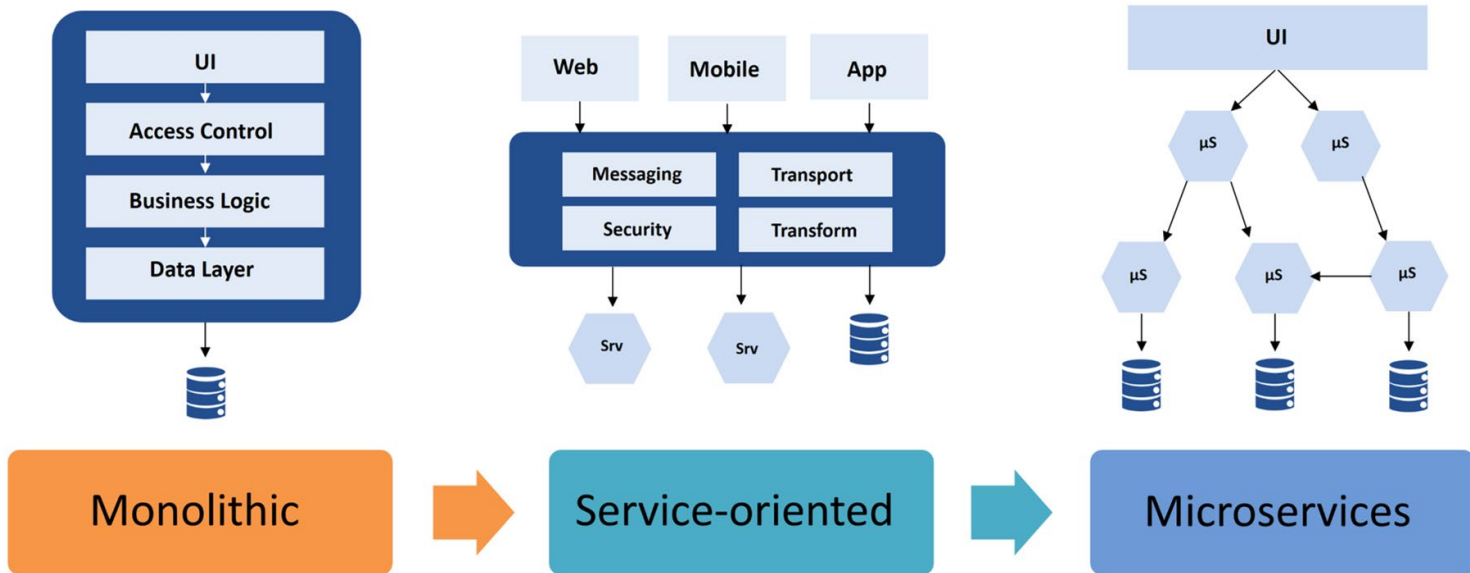 UI
Access Control
Business Logic
Data Layer
Monolithic
Web
Mobile
App
Messaging
Transport
Security
Transform
Srv
Srv
Service-oriented
UI
µS
µS
µS
µS
µS
Microservices